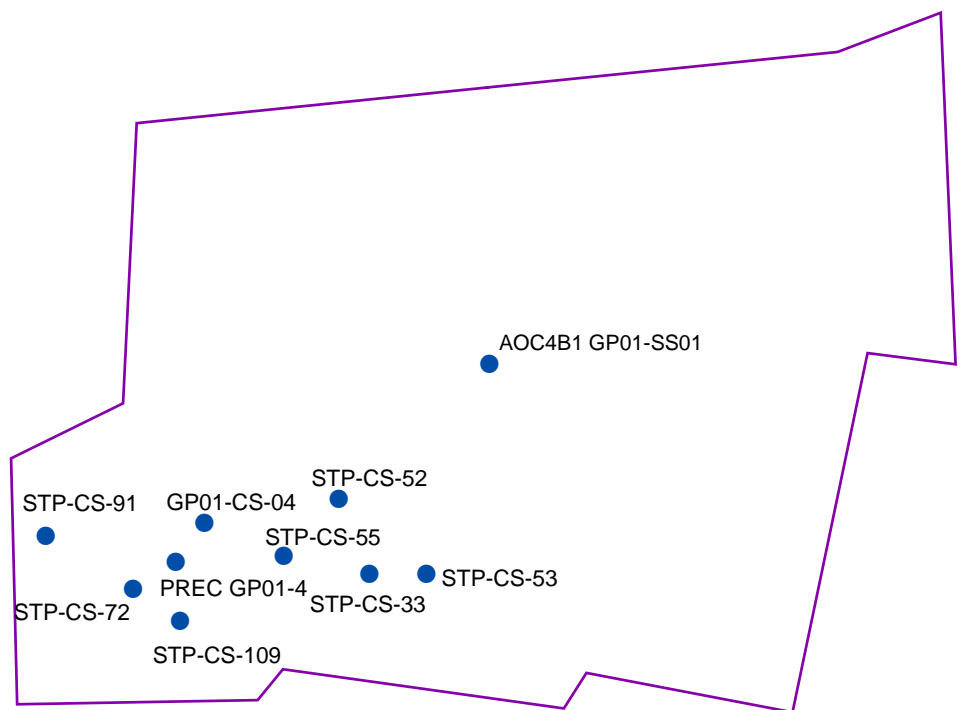 AOC4B1 GP01-SS01
STP-CS-52
STP-CS-91
GP01-CS-04
STP-CS-55
STP-CS-53
PREC GP01-4
STP-CS-33
STP-CS-72
STP-CS-109